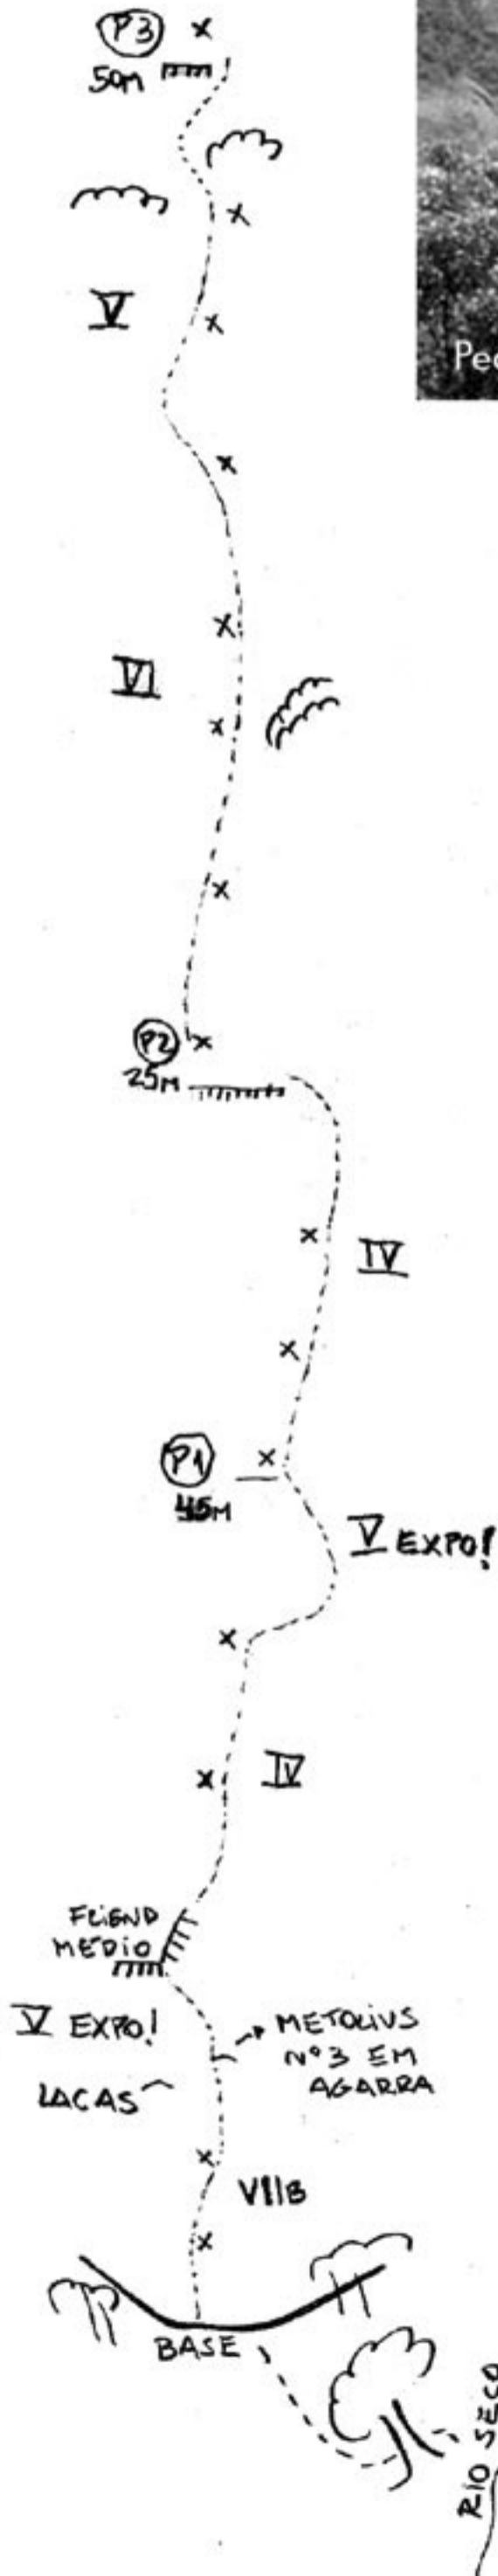 P3
50M
V
VI
P2
25M
IV
P1
45M
V EXPO!
IV
FRIEND
MÉDIO
V EXPO!
METOLIUS
Nº3 EM
AGARRA
LACAS
VIIB
BASE
RIO SECO